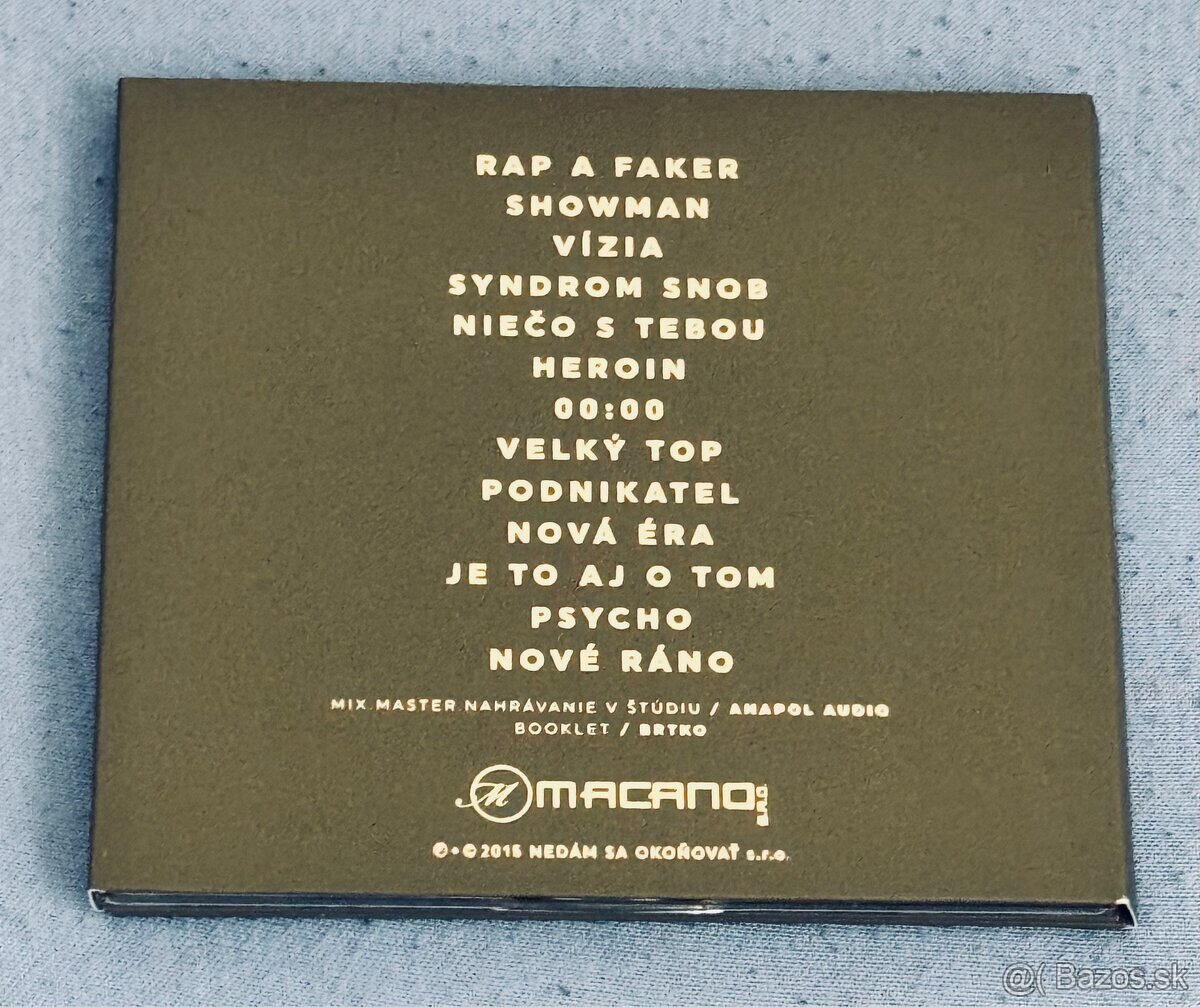 RAP A FAKER
SHOWMAN
VÍZIA
SYNDROM SNOB
NIEČO S TEBOU
HEROIN
00:00
VELKÝ TOP
PODNIKATEL
NOVÁ ÉRA
JE TO AJ O TOM
PSYCHO
NOVÉ RÁNO
MIX MASTER NAHRÁVANIE V ŠTÚDIU / ANAPOL AUDIO
BOOKLET / BRTKO
M MACANO s.r.o.
℗ + © 2015 NEDÁM SA OKOŇOVAŤ s.r.o.
@( Bazos.sk